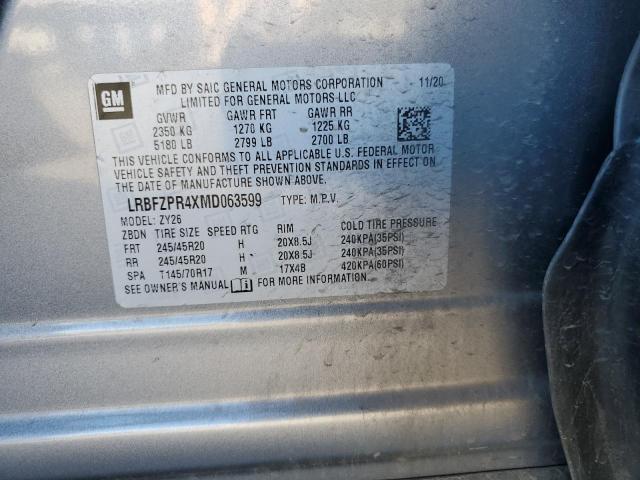 GM
MFD BY SAIC GENERAL MOTORS CORPORATION 11/20
LIMITED FOR GENERAL MOTORS LLC
GVWR GAWR FRT GAWR RR
2350 KG 1270 KG 1225 KG
5180 LB 2799 LB 2700 LB
THIS VEHICLE CONFORMS TO ALL APPLICABLE U.S. FEDERAL MOTOR
VEHICLE SAFETY AND THEFT PREVENTION STANDARDS IN EFFECT ON
THE DATE OF MANUFACTURE SHOWN ABOVE.
LRBFZPR4XMD063599 TYPE: M.P.V.
MODEL: ZY26
ZBDN TIRE SIZE SPEED RTG RIM COLD TIRE PRESSURE
FRT 245/45R20 H 20X8.5J 240KPA(35PSI)
RR 245/45R20 H 20X8.5J 240KPA(35PSI)
SPA T145/70R17 M 17X4B 420KPA(60PSI)
SEE OWNER'S MANUAL FOR MORE INFORMATION.